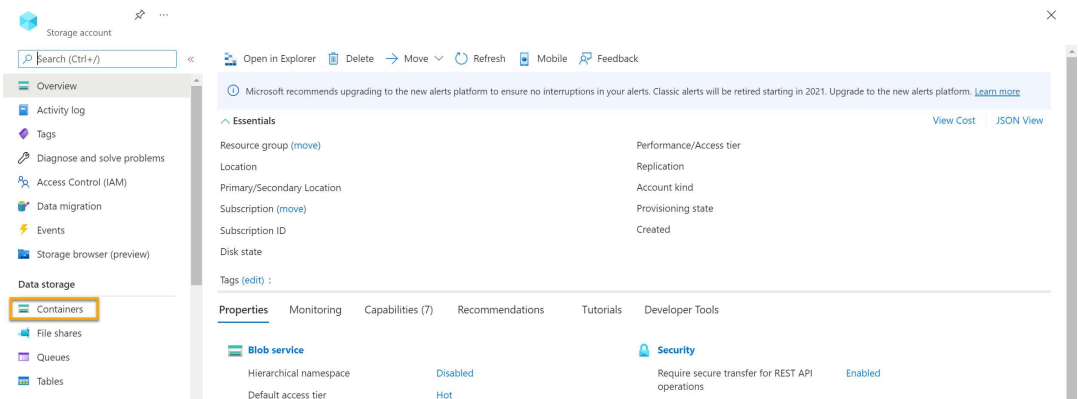 Storage account
Search (Ctrl+/)
Overview
Activity log
Tags
Diagnose and solve problems
Access Control (IAM)
Data migration
Events
Storage browser (preview)
Data storage
Containers
File shares
Queues
Tables
Open in Explorer Delete Move Refresh Mobile Feedback
Microsoft recommends upgrading to the new alerts platform to ensure no interruptions in your alerts. Classic alerts will be retired starting in 2021. Upgrade to the new alerts platform. Learn more
Essentials View Cost JSON View
Resource group (move)
Location
Primary/Secondary Location
Subscription (move)
Subscription ID
Disk state
Performance/Access tier
Replication
Account kind
Provisioning state
Created
Tags (edit) :
Properties Monitoring Capabilities (7) Recommendations Tutorials Developer Tools
Blob service
Hierarchical namespace Disabled
Default access tier Hot
Security
Require secure transfer for REST API Enabled
operations